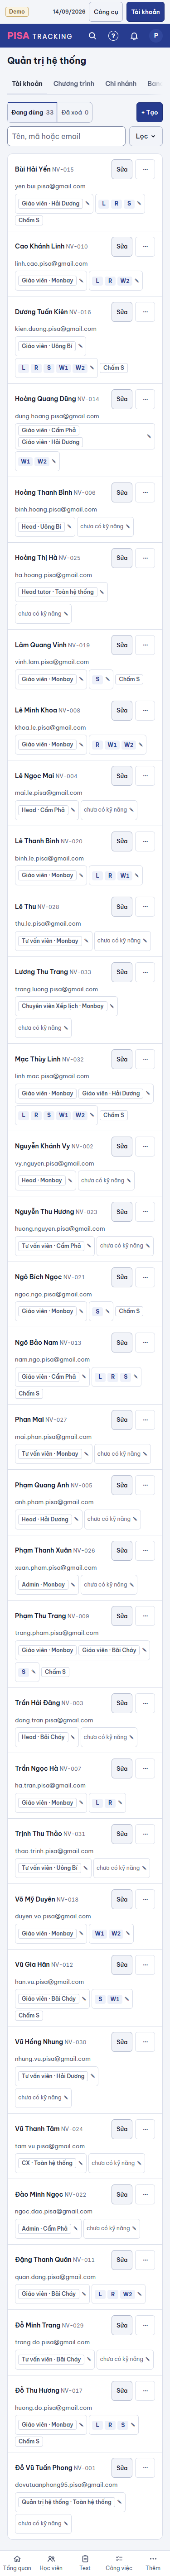 Demo 14/09/2026 Công cụ Tài khoản
PISA TRACKING ? P
Quản trị hệ thống
Tài khoản Chương trình Chi nhánh Ban
Đang dùng 33 Đã xoá 0 + Tạo
Tên, mã hoặc email Lọc
Bùi Hải Yến NV-015 Sửa ...
yen.bui.pisa@gmail.com
Giáo viên · Hải Dương L R S
Chấm S
Cao Khánh Linh NV-010 Sửa ...
linh.cao.pisa@gmail.com
Giáo viên · Monbay L R W2
Dương Tuấn Kiên NV-016 Sửa ...
kien.duong.pisa@gmail.com
Giáo viên · Uông Bí
L R S W1 W2 Chấm S
Hoàng Quang Dũng NV-014 Sửa ...
dung.hoang.pisa@gmail.com
Giáo viên · Cẩm Phả
Giáo viên · Hải Dương
W1 W2
Hoàng Thanh Bình NV-006 Sửa ...
binh.hoang.pisa@gmail.com
Head · Uông Bí chưa có kỹ năng
Hoàng Thị Hà NV-025 Sửa ...
ha.hoang.pisa@gmail.com
Head tutor · Toàn hệ thống
chưa có kỹ năng
Lâm Quang Vinh NV-019 Sửa ...
vinh.lam.pisa@gmail.com
Giáo viên · Monbay S Chấm S
Lê Minh Khoa NV-008 Sửa ...
khoa.le.pisa@gmail.com
Giáo viên · Monbay R W1 W2
Lê Ngọc Mai NV-004 Sửa ...
mai.le.pisa@gmail.com
Head · Cẩm Phả chưa có kỹ năng
Lê Thanh Bình NV-020 Sửa ...
binh.le.pisa@gmail.com
Giáo viên · Monbay L R W1
Lê Thu NV-028 Sửa ...
thu.le.pisa@gmail.com
Tư vấn viên · Monbay chưa có kỹ năng
Lương Thu Trang NV-033 Sửa ...
trang.luong.pisa@gmail.com
Chuyên viên Xếp lịch · Monbay
chưa có kỹ năng
Mạc Thùy Linh NV-032 Sửa ...
linh.mac.pisa@gmail.com
Giáo viên · Monbay Giáo viên · Hải Dương
L R S W1 W2 Chấm S
Nguyễn Khánh Vy NV-002 Sửa ...
vy.nguyen.pisa@gmail.com
Head · Monbay chưa có kỹ năng
Nguyễn Thu Hương NV-023 Sửa ...
huong.nguyen.pisa@gmail.com
Tư vấn viên · Cẩm Phả chưa có kỹ năng
Ngô Bích Ngọc NV-021 Sửa ...
ngoc.ngo.pisa@gmail.com
Giáo viên · Monbay S Chấm S
Ngô Bảo Nam NV-013 Sửa ...
nam.ngo.pisa@gmail.com
Giáo viên · Cẩm Phả L R S
Chấm S
Phan Mai NV-027 Sửa ...
mai.phan.pisa@gmail.com
Tư vấn viên · Monbay chưa có kỹ năng
Phạm Quang Anh NV-005 Sửa ...
anh.pham.pisa@gmail.com
Head · Hải Dương chưa có kỹ năng
Phạm Thanh Xuân NV-026 Sửa ...
xuan.pham.pisa@gmail.com
Admin · Monbay chưa có kỹ năng
Phạm Thu Trang NV-009 Sửa ...
trang.pham.pisa@gmail.com
Giáo viên · Monbay Giáo viên · Bãi Cháy
S Chấm S
Trần Hải Đăng NV-003 Sửa ...
dang.tran.pisa@gmail.com
Head · Bãi Cháy chưa có kỹ năng
Trần Ngọc Hà NV-007 Sửa ...
ha.tran.pisa@gmail.com
Giáo viên · Monbay L R
Trịnh Thu Thảo NV-031 Sửa ...
thao.trinh.pisa@gmail.com
Tư vấn viên · Uông Bí chưa có kỹ năng
Võ Mỹ Duyên NV-018 Sửa ...
duyen.vo.pisa@gmail.com
Giáo viên · Monbay W1 W2
Vũ Gia Hân NV-012 Sửa ...
han.vu.pisa@gmail.com
Giáo viên · Bãi Cháy S W1
Chấm S
Vũ Hồng Nhung NV-030 Sửa ...
nhung.vu.pisa@gmail.com
Tư vấn viên · Hải Dương
chưa có kỹ năng
Vũ Thanh Tâm NV-024 Sửa ...
tam.vu.pisa@gmail.com
CX · Toàn hệ thống chưa có kỹ năng
Đào Minh Ngọc NV-022 Sửa ...
ngoc.dao.pisa@gmail.com
Admin · Cẩm Phả chưa có kỹ năng
Đặng Thanh Quân NV-011 Sửa ...
quan.dang.pisa@gmail.com
Giáo viên · Bãi Cháy L R W2
Đỗ Minh Trang NV-029 Sửa ...
trang.do.pisa@gmail.com
Tư vấn viên · Bãi Cháy chưa có kỹ năng
Đỗ Thu Hương NV-017 Sửa ...
huong.do.pisa@gmail.com
Giáo viên · Monbay L R S
Chấm S
Đỗ Vũ Tuấn Phong NV-001 Sửa ...
dovutuanphong95.pisa@gmail.com
Quản trị hệ thống · Toàn hệ thống
chưa có kỹ năng
Tổng quan Học viên Test Công việc Thêm